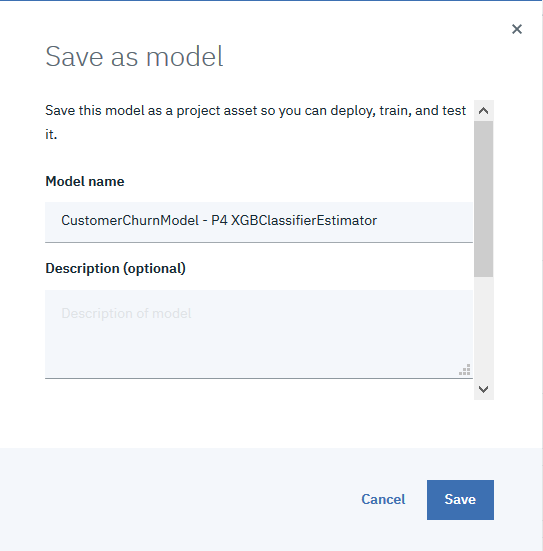 Save as model
Save this model as a project asset so you can deploy, train, and test
it.
Model name
CustomerChurnModel - P4 XGBClassifierEstimator
Description (optional)
Description of model
Cancel
Save